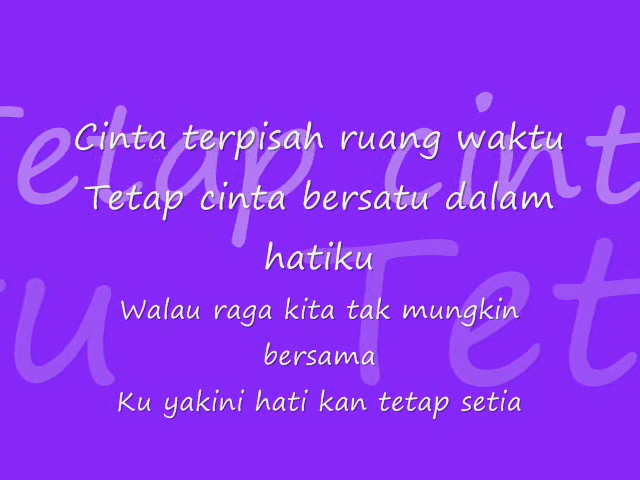 Cinta terpisah ruang waktu
Tetap cinta bersatu dalam
hatiku
Walau raga kita tak mungkin
bersama
Ku yakini hati kan tetap setia